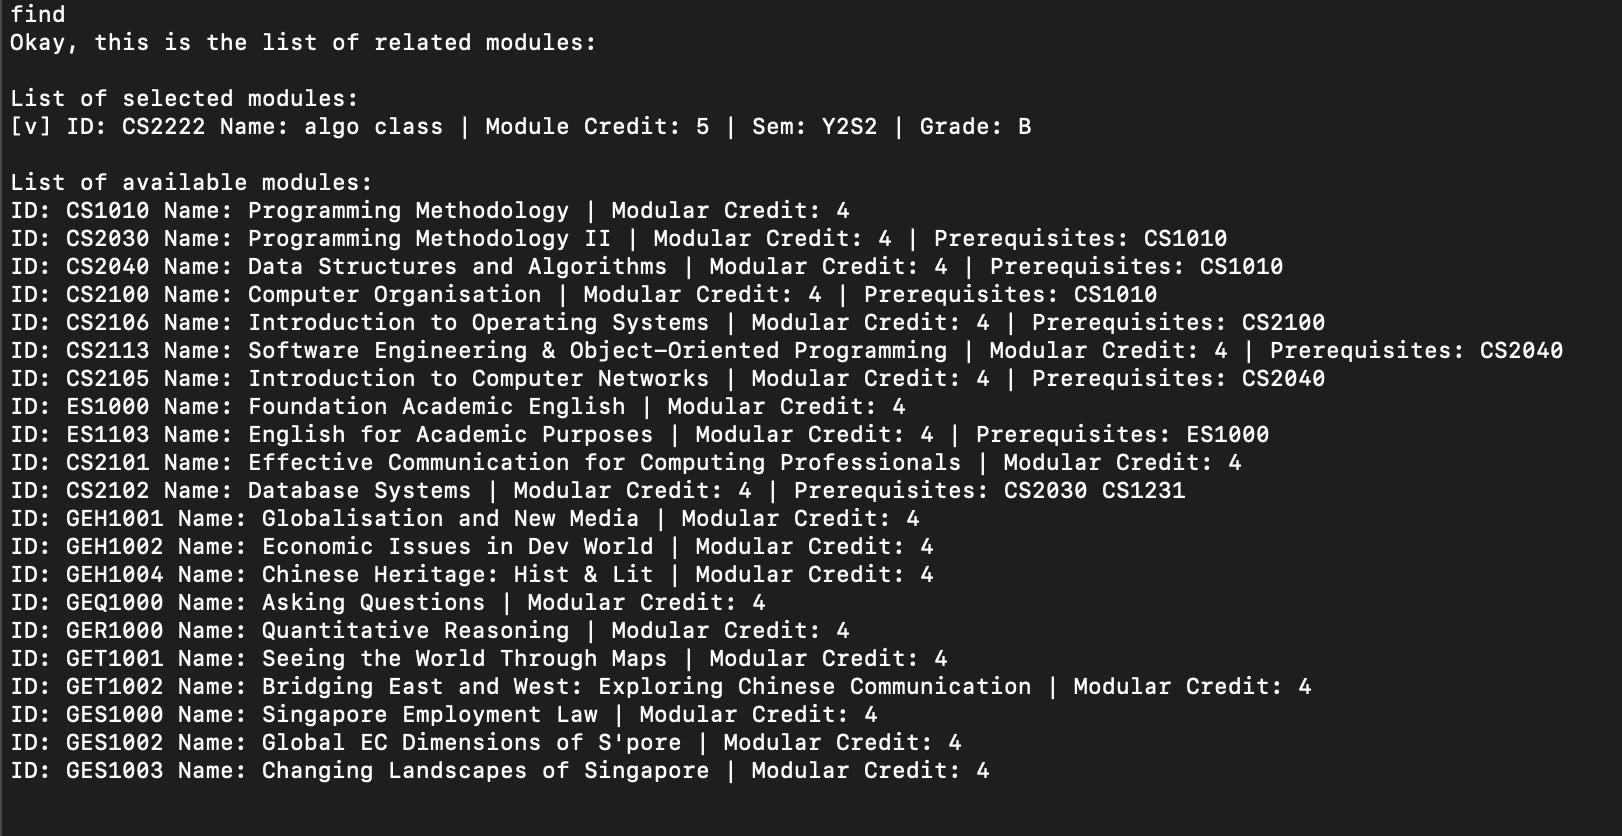 find
Okay, this is the list of related modules:
List of selected modules:
[v] ID: CS2222 Name: algo class | Module Credit: 5 | Sem: Y2S2 | Grade: B
List of available modules:
ID: CS1010 Name: Programming Methodology | Modular Credit: 4
ID: CS2030 Name: Programming Methodology II | Modular Credit: 4 | Prerequisites: CS1010
ID: CS2040 Name: Data Structures and Algorithms | Modular Credit: 4 | Prerequisites: CS1010
ID: CS2100 Name: Computer Organisation | Modular Credit: 4 | Prerequisites: CS1010
ID: CS2106 Name: Introduction to Operating Systems | Modular Credit: 4 | Prerequisites: CS2100
ID: CS2113 Name: Software Engineering & Object-Oriented Programming | Modular Credit: 4 | Prerequisites: CS2040
ID: CS2105 Name: Introduction to Computer Networks | Modular Credit: 4 | Prerequisites: CS2040
ID: ES1000 Name: Foundation Academic English | Modular Credit: 4
ID: ES1103 Name: English for Academic Purposes | Modular Credit: 4 | Prerequisites: ES1000
ID: CS2101 Name: Effective Communication for Computing Professionals | Modular Credit: 4
ID: CS2102 Name: Database Systems | Modular Credit: 4 | Prerequisites: CS2030 CS1231
ID: GEH1001 Name: Globalisation and New Media | Modular Credit: 4
ID: GEH1002 Name: Economic Issues in Dev World | Modular Credit: 4
ID: GEH1004 Name: Chinese Heritage: Hist & Lit | Modular Credit: 4
ID: GEQ1000 Name: Asking Questions | Modular Credit: 4
ID: GER1000 Name: Quantitative Reasoning | Modular Credit: 4
ID: GET1001 Name: Seeing the World Through Maps | Modular Credit: 4
ID: GET1002 Name: Bridging East and West: Exploring Chinese Communication | Modular Credit: 4
ID: GES1000 Name: Singapore Employment Law | Modular Credit: 4
ID: GES1002 Name: Global EC Dimensions of S'pore | Modular Credit: 4
ID: GES1003 Name: Changing Landscapes of Singapore | Modular Credit: 4